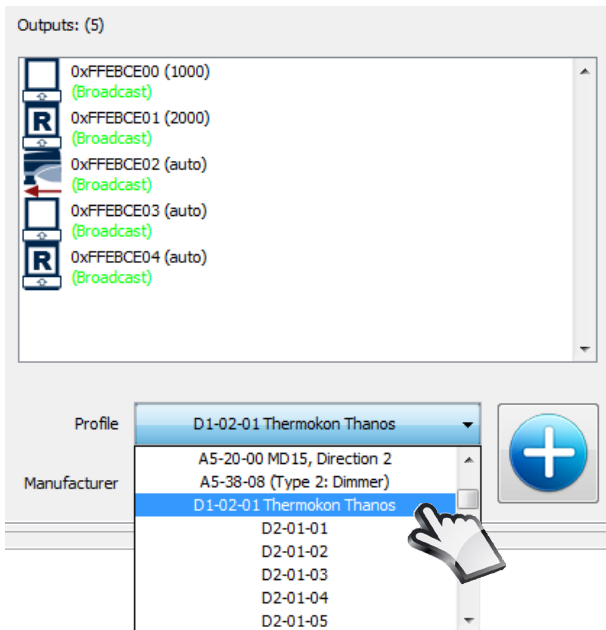 Outputs: (5)
0xFFEBCE00 (1000)
(Broadcast)
R
0xFFEBCE01 (2000)
(Broadcast)
0xFFEBCE02 (auto)
(Broadcast)
0xFFEBCE03 (auto)
(Broadcast)
R
0xFFEBCE04 (auto)
(Broadcast)
Profile
D1-02-01 Thermokon Thanos
Manufacturer
A5-20-00 MD15, Direction 2
A5-38-08 (Type 2: Dimmer)
D1-02-01 Thermokon Thanos
D2-01-01
D2-01-02
D2-01-03
D2-01-04
D2-01-05